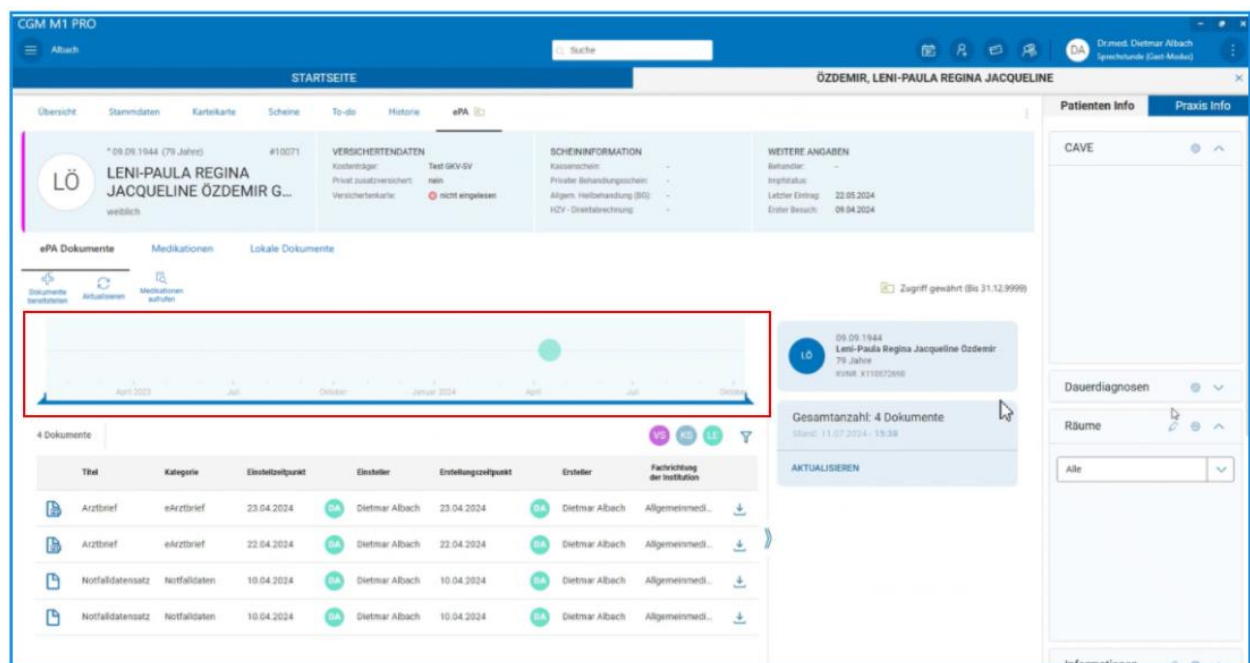 CGM M1 PRO
Albach
Suche
DA
Dr.med. Dietmar Albach
Sprechstunde (Gast-Modus)
STARTSEITE
ÖZDEMIR, LENI-PAULA REGINA JACQUELINE
Übersicht Stammdaten Karteikarte Scheine To-do Historie ePA
Patienten Info Praxis Info
LÖ
* 09.09.1944 (79 Jahre) #10071
LENI-PAULA REGINA
JACQUELINE ÖZDEMIR G...
weiblich
VERSICHERTENDATEN
Kostenträger: Test GKV-SV
Privat zusatzversichert: nein
Versichertenkarte: nicht eingelesen
SCHEININFORMATION
Kassenschein: -
Privater Behandlungsschein: -
Allgem. Heilbehandlung (BG): -
HZV - Direktabrechnung: -
WEITERE ANGABEN
Behandler: -
Impfstatus:
Letzter Eintrag: 22.05.2024
Erster Besuch: 09.04.2024
CAVE
ePA Dokumente Medikationen Lokale Dokumente
Dokumente
bereitstellen
Aktualisieren
Medikationen
aufrufen
Zugriff gewährt (Bis 31.12.9999)
April 2023 Juli Oktober Januar 2024 April Juli Oktober
LÖ
09.09.1944
Leni-Paula Regina Jacqueline Özdemir
79 Jahre
KVNR: X110572698
Gesamtanzahl: 4 Dokumente
Stand: 11.07.2024 - 15:38
AKTUALISIEREN
Dauerdiagnosen
Räume
Alle
4 Dokumente
VS KS LE
Titel Kategorie Einstellzeitpunkt Einsteller Erstellungszeitpunkt Ersteller Fachrichtung
der Institution
Arztbrief eArztbrief 23.04.2024 DA Dietmar Albach 23.04.2024 DA Dietmar Albach Allgemeinmedi...
Arztbrief eArztbrief 22.04.2024 DA Dietmar Albach 22.04.2024 DA Dietmar Albach Allgemeinmedi...
Notfalldatensatz Notfalldaten 10.04.2024 DA Dietmar Albach 10.04.2024 DA Dietmar Albach Allgemeinmedi...
Notfalldatensatz Notfalldaten 10.04.2024 DA Dietmar Albach 10.04.2024 DA Dietmar Albach Allgemeinmedi...
Informationen